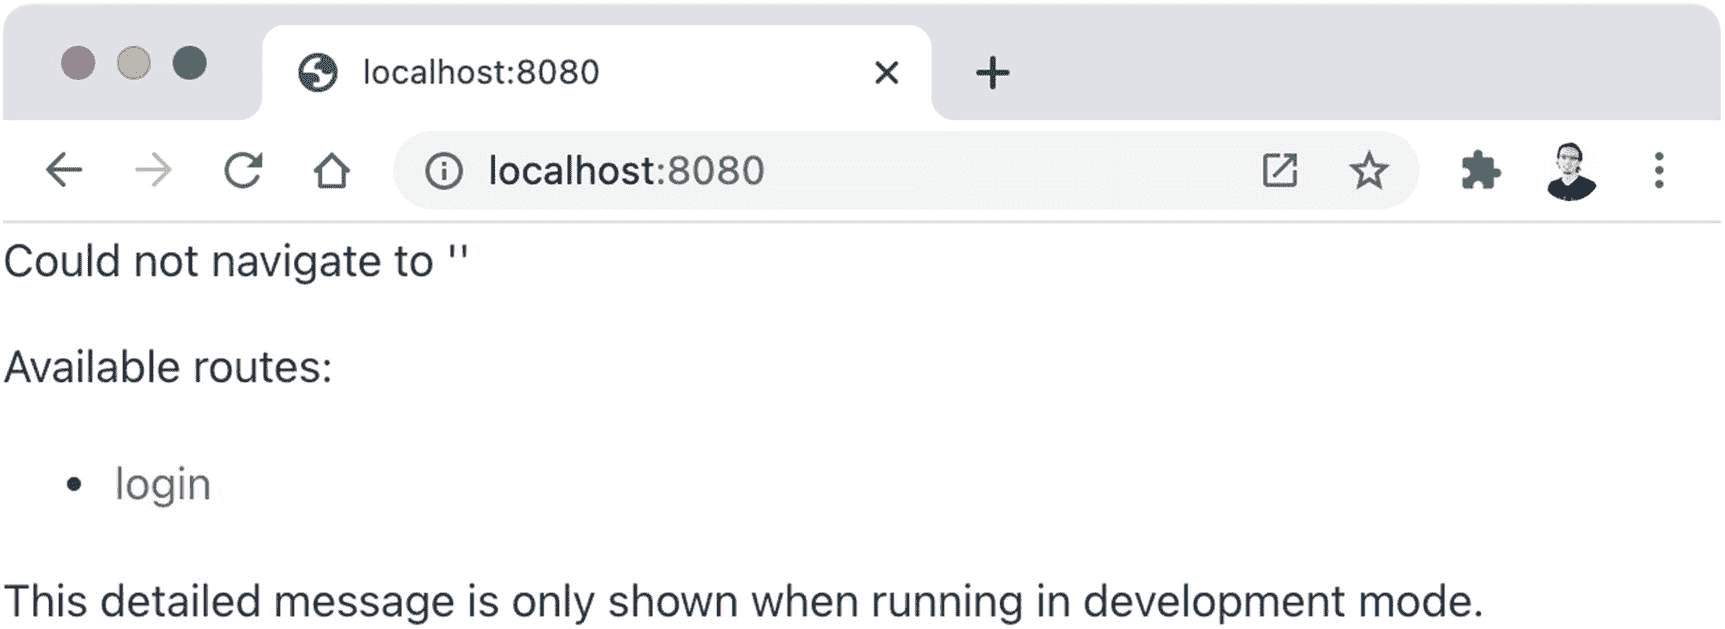 localhost:8080
localhost:8080
Could not navigate to ''
Available routes:
• login
This detailed message is only shown when running in development mode.